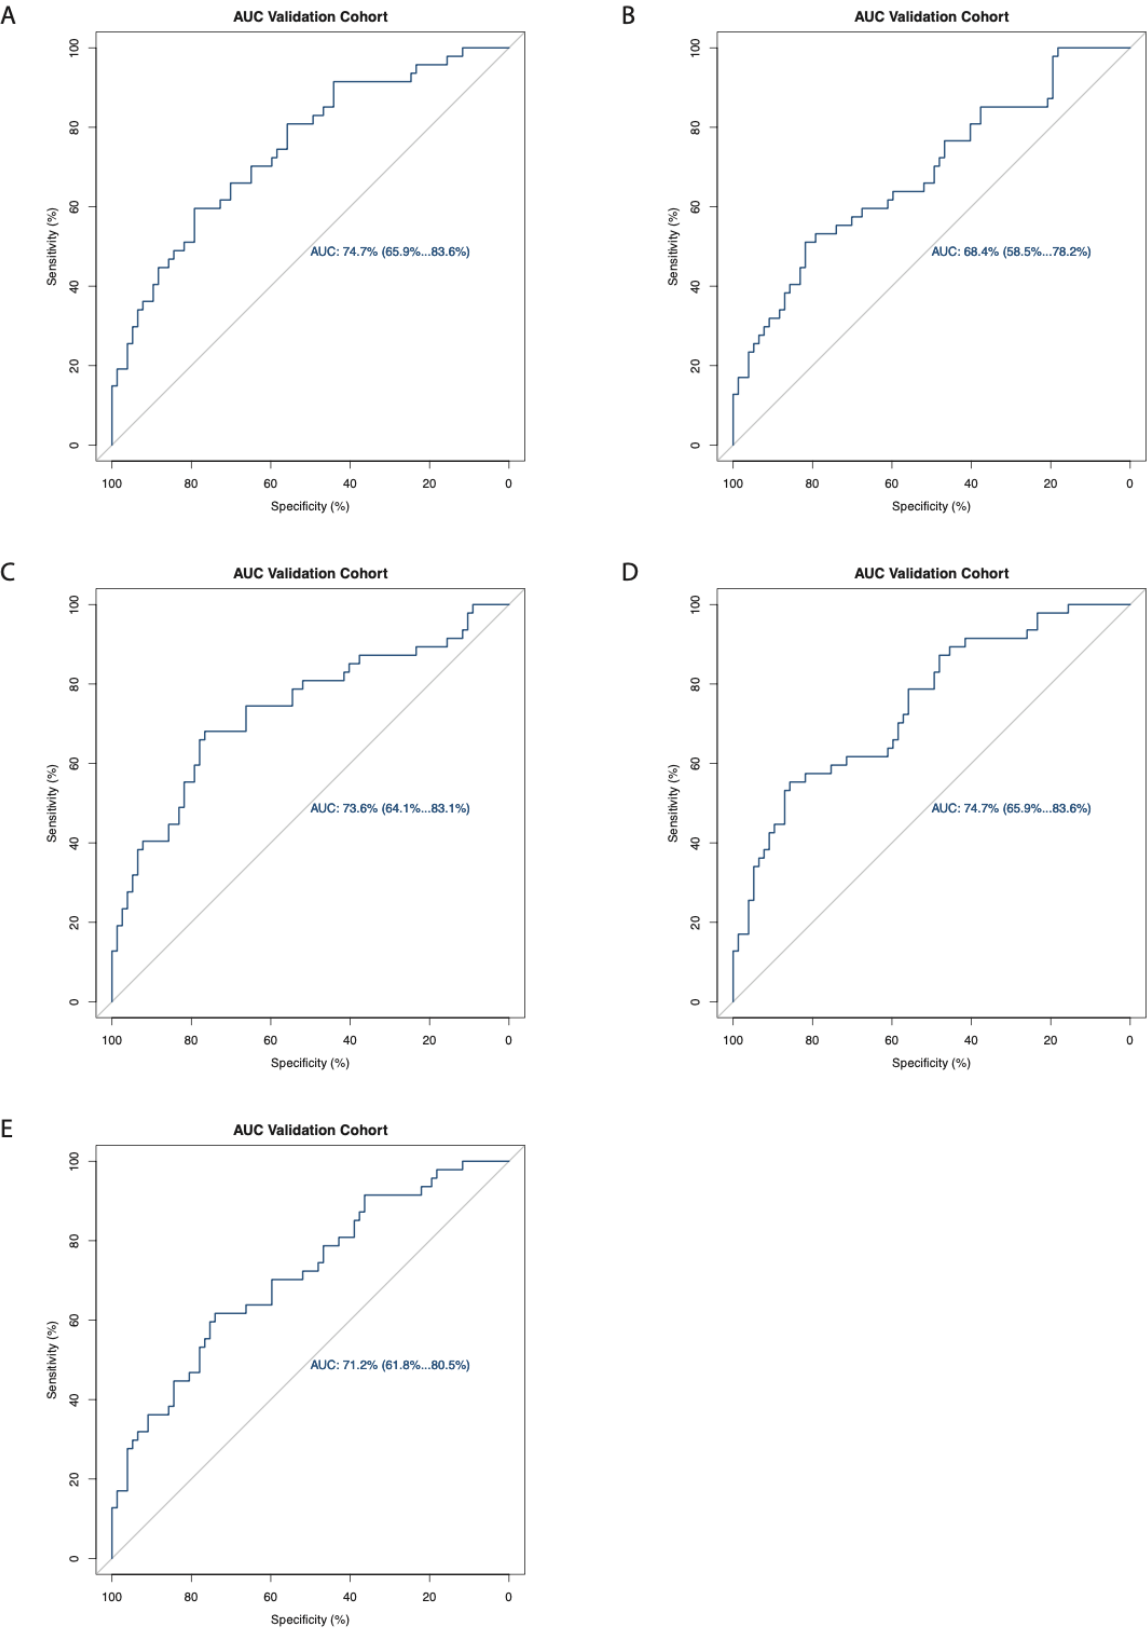 A
AUC Validation Cohort
100
80
60
40
20
0
Sensitivity (%)
AUC: 74.7% (65.9%...83.6%)
100 80 60 40 20 0
Specificity (%)
B
AUC Validation Cohort
100
80
60
40
20
0
Sensitivity (%)
AUC: 68.4% (58.5%...78.2%)
100 80 60 40 20 0
Specificity (%)
C
AUC Validation Cohort
100
80
60
40
20
0
Sensitivity (%)
AUC: 73.6% (64.1%...83.1%)
100 80 60 40 20 0
Specificity (%)
D
AUC Validation Cohort
100
80
60
40
20
0
Sensitivity (%)
AUC: 74.7% (65.9%...83.6%)
100 80 60 40 20 0
Specificity (%)
E
AUC Validation Cohort
100
80
60
40
20
0
Sensitivity (%)
AUC: 71.2% (61.8%...80.5%)
100 80 60 40 20 0
Specificity (%)